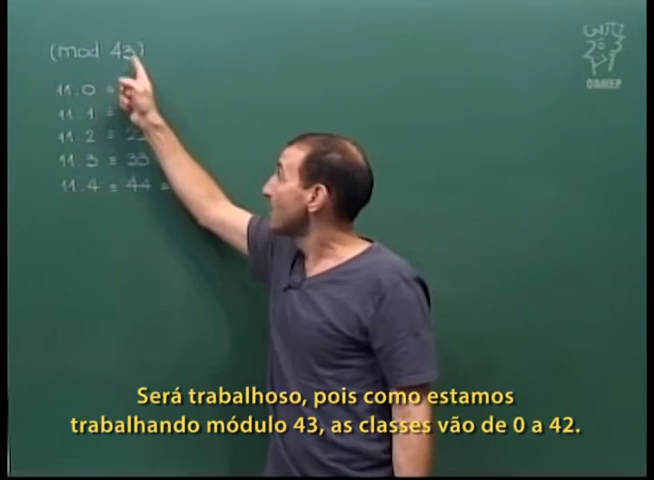 (mod 43)
11.0 ≡
11.1 ≡
11.2 ≡ 22
11.3 ≡ 33
11.4 ≡ 44 ≡
OBMEP
Será trabalhoso, pois como estamos
trabalhando módulo 43, as classes vão de 0 a 42.